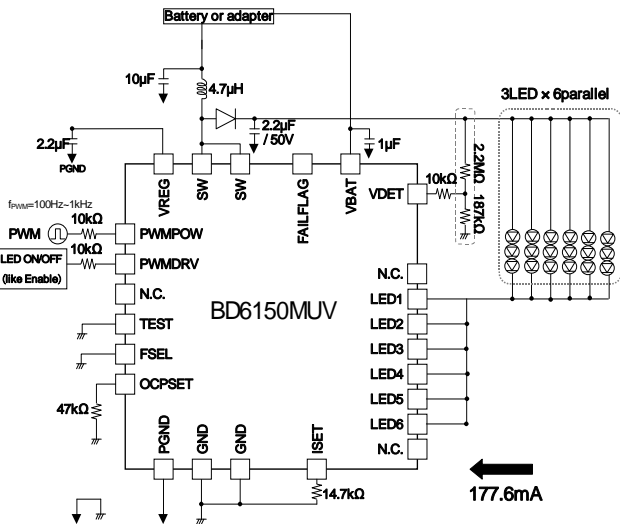 Battery or adapter
10µF
4.7µH
3LED × 6parallel
2.2µF
/ 50V
1µF
2.2µF
PGND
2.2MΩ
187kΩ
10kΩ
VREG
SW
SW
FAILFLAG
VBAT
VDET
fPWM=100Hz~1kHz
10kΩ
PWM
PWMPOW
10kΩ
LED ON/OFF
(like Enable)
PWMDRV
N.C.
N.C.
LED1
BD6150MUV
TEST
LED2
FSEL
LED3
OCPSET
LED4
47kΩ
LED5
LED6
PGND
GND
GND
ISET
N.C.
14.7kΩ
177.6mA